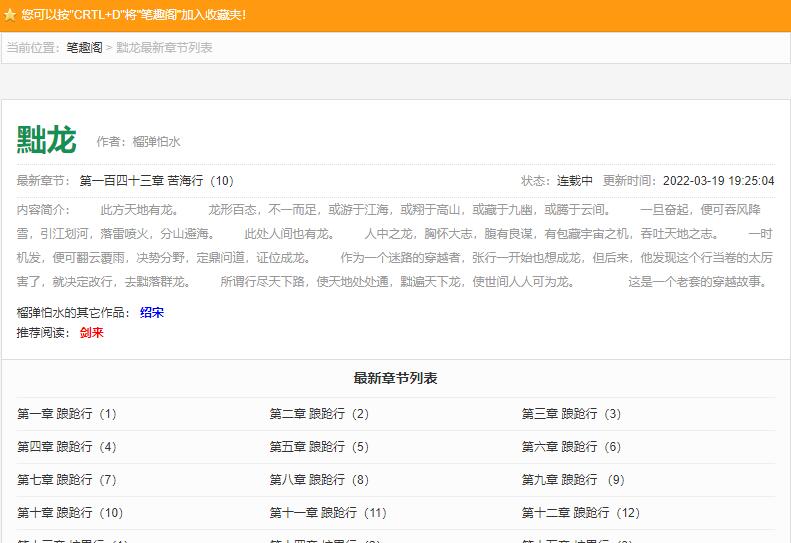 您可以按"CRTL+D"将"笔趣阁"加入收藏夹！
当前位置：笔趣阁 > 黜龙最新章节列表
黜龙 作者：榴弹怕水
最新章节：第一百四十三章 苦海行（10） 状态：连载中 更新时间：2022-03-19 19:25:04
内容简介： 此方天地有龙。 龙形百态，不一而足，或游于江海，或翔于高山，或藏于九幽，或腾于云间。 一旦奋起，便可吞风降
雪，引江划河，落雷喷火，分山避海。 此处人间也有龙。 人中之龙，胸怀大志，腹有良谋，有包藏宇宙之机，吞吐天地之志。 一时
机发，便可翻云覆雨，决势分野，定鼎问道，证位成龙。 作为一个迷路的穿越者，张行一开始也想成龙，但后来，他发现这个行当卷的太厉
害了，就决定改行，去黜落群龙。 所谓行尽天下路，使天地处处通，黜遍天下龙，使世间人人可为龙。 这是一个老套的穿越故事。
榴弹怕水的其它作品：绍宋
推荐阅读：剑来
最新章节列表
第一章 踉跄行（1） 第二章 踉跄行（2） 第三章 踉跄行（3）
第四章 踉跄行（4） 第五章 踉跄行（5） 第六章 踉跄行（6）
第七章 踉跄行（7） 第八章 踉跄行（8） 第九章 踉跄行 （9）
第十章 踉跄行（10） 第十一章 踉跄行（11） 第十二章 踉跄行（12）